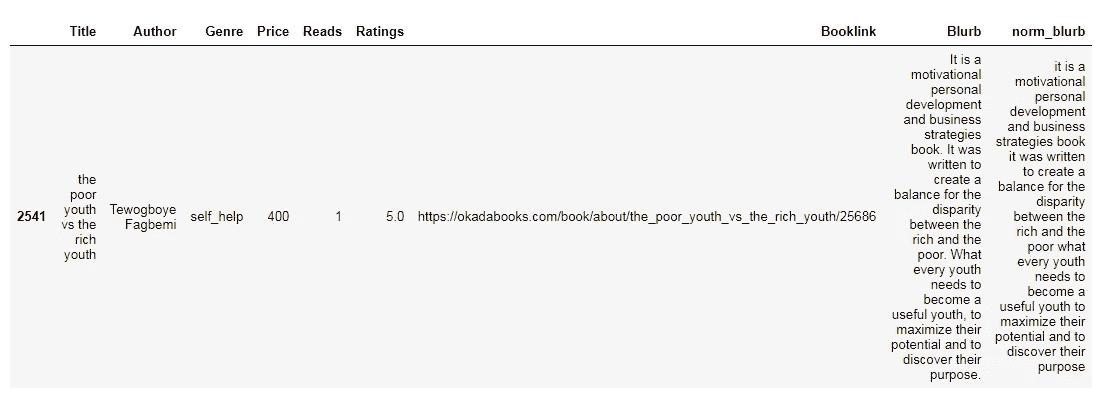 Title Author Genre Price Reads Ratings Booklink Blurb norm_blurb
2541
the
poor
youth
vs the
rich
youth
Tewogboye
Fagbemi
self_help
400
1
5.0
https://okadabooks.com/book/about/the_poor_youth_vs_the_rich_youth/25686
It is a
motivational
personal
development
and business
strategies
book. It was
written to
create a
balance for the
disparity
between the
rich and the
poor. What
every youth
needs to
become a
useful youth, to
maximize their
potential and to
discover their
purpose.
it is a
motivational
personal
development
and business
strategies book
it was written
to create a
balance for the
disparity
between the
rich and the
poor what
every youth
needs to
become a
useful youth to
maximize their
potential and to
discover their
purpose